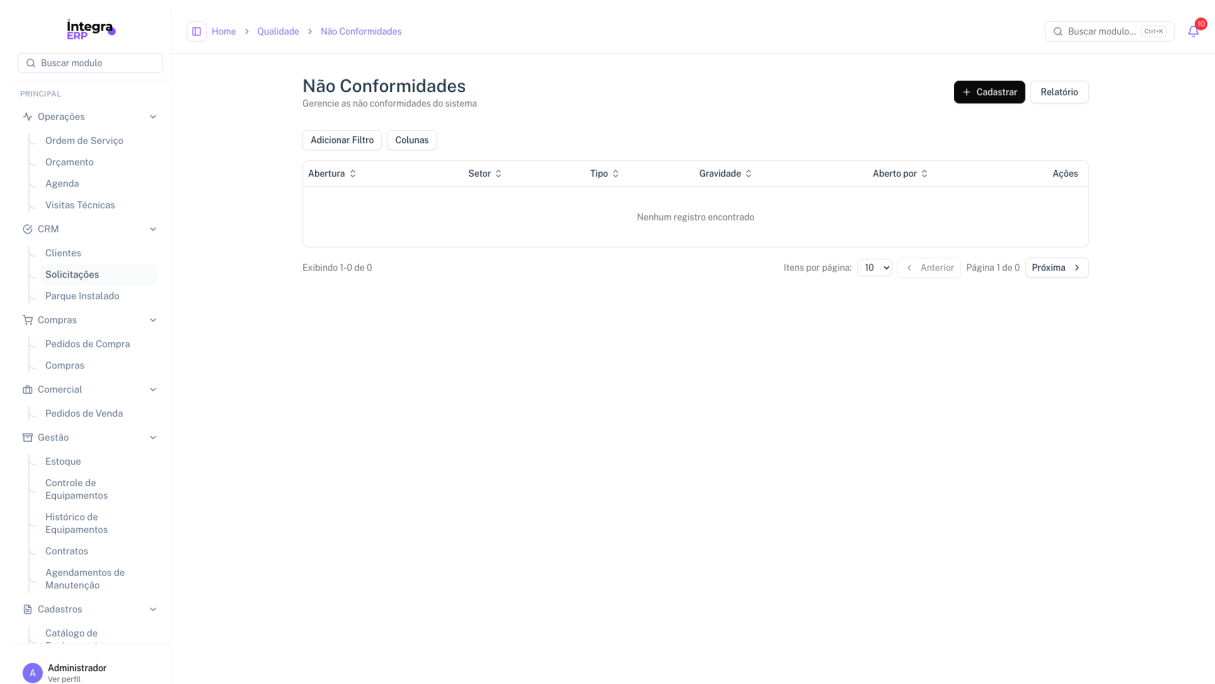 integra
ERP
Buscar modulo
PRINCIPAL
Operações
Ordem de Serviço
Orçamento
Agenda
Visitas Técnicas
CRM
Clientes
Solicitações
Parque Instalado
Compras
Pedidos de Compra
Compras
Comercial
Pedidos de Venda
Gestão
Estoque
Controle de
Equipamentos
Histórico de
Equipamentos
Contratos
Agendamentos de
Manutenção
Cadastros
Catálogo de
A Administrador
Ver perfil
Home > Qualidade > Não Conformidades
Buscar modulo... Ctrl+K
10
Não Conformidades
Gerencie as não conformidades do sistema
+ Cadastrar Relatório
Adicionar Filtro Colunas
Abertura Setor Tipo Gravidade Aberto por Ações
Nenhum registro encontrado
Exibindo 1-0 de 0
Itens por página: 10 Anterior Página 1 de 0 Próxima